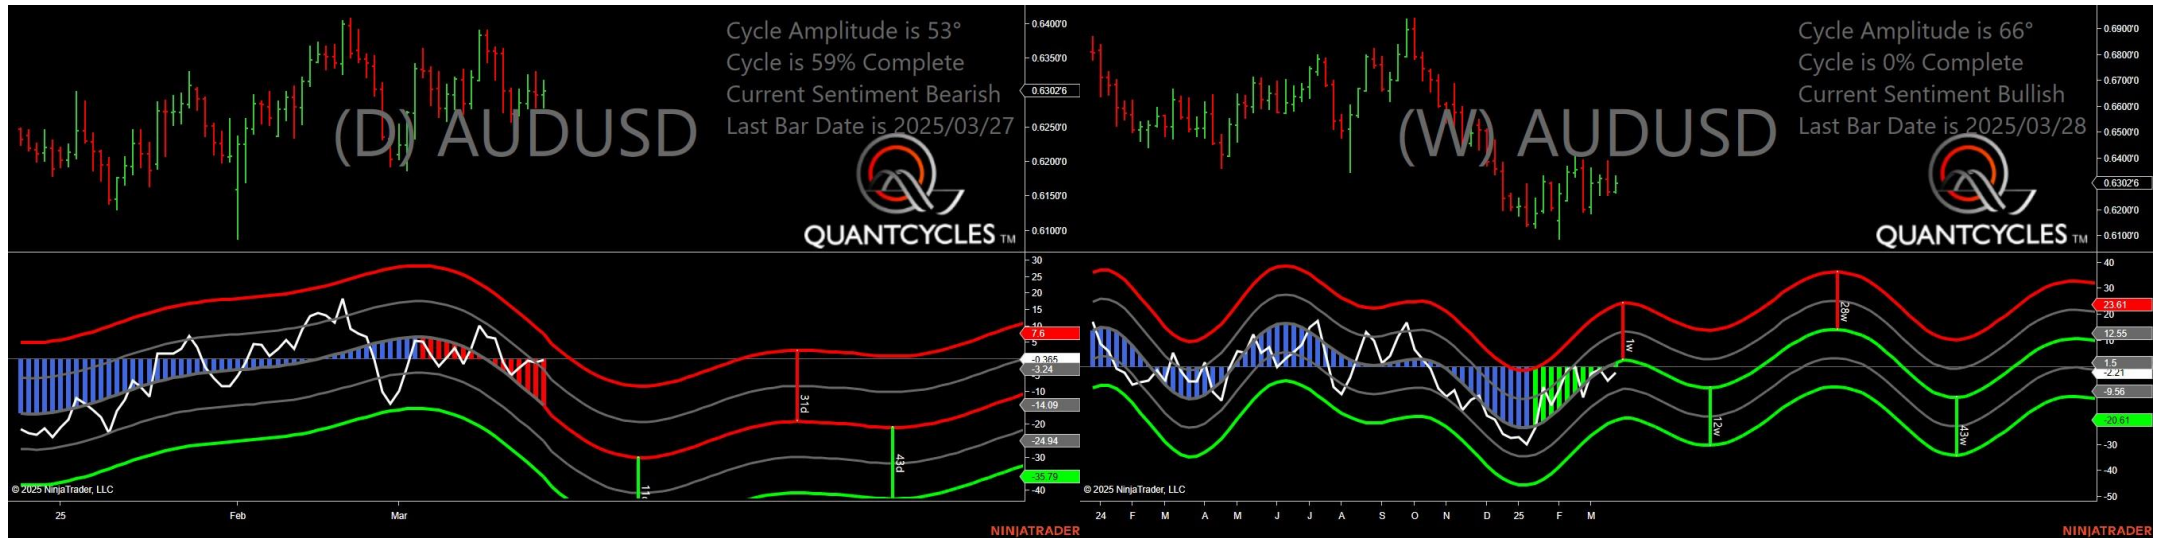 Cycle Amplitude is 53°
Cycle is 59% Complete
Current Sentiment Bearish
Last Bar Date is 2025/03/27
(D) AUDUSD
QUANTCYCLES TM
0.6400'0
0.6350'0
0.6302'6
0.6250'0
0.6200'0
0.6150'0
0.6100'0
30
25
20
15
10
7.6
5
-0.365
-3.24
-10
-14.09
-20
-24.94
-30
-35.79
-40
31d
43d
© 2025 NinjaTrader, LLC
25
Feb
Mar
NINJATRADER
Cycle Amplitude is 66°
Cycle is 0% Complete
Current Sentiment Bullish
Last Bar Date is 2025/03/28
(W) AUDUSD
QUANTCYCLES TM
0.6900'0
0.6800'0
0.6700'0
0.6600'0
0.6500'0
0.6400'0
0.6302'6
0.6200'0
0.6100'0
40
30
23.61
20
12.55
10
1.5
-2.21
-9.56
-20.61
-30
-40
-50
1w
28w
12w
43w
© 2025 NinjaTrader, LLC
24 F M A M J J A S O N D 25 F M
NINJATRADER